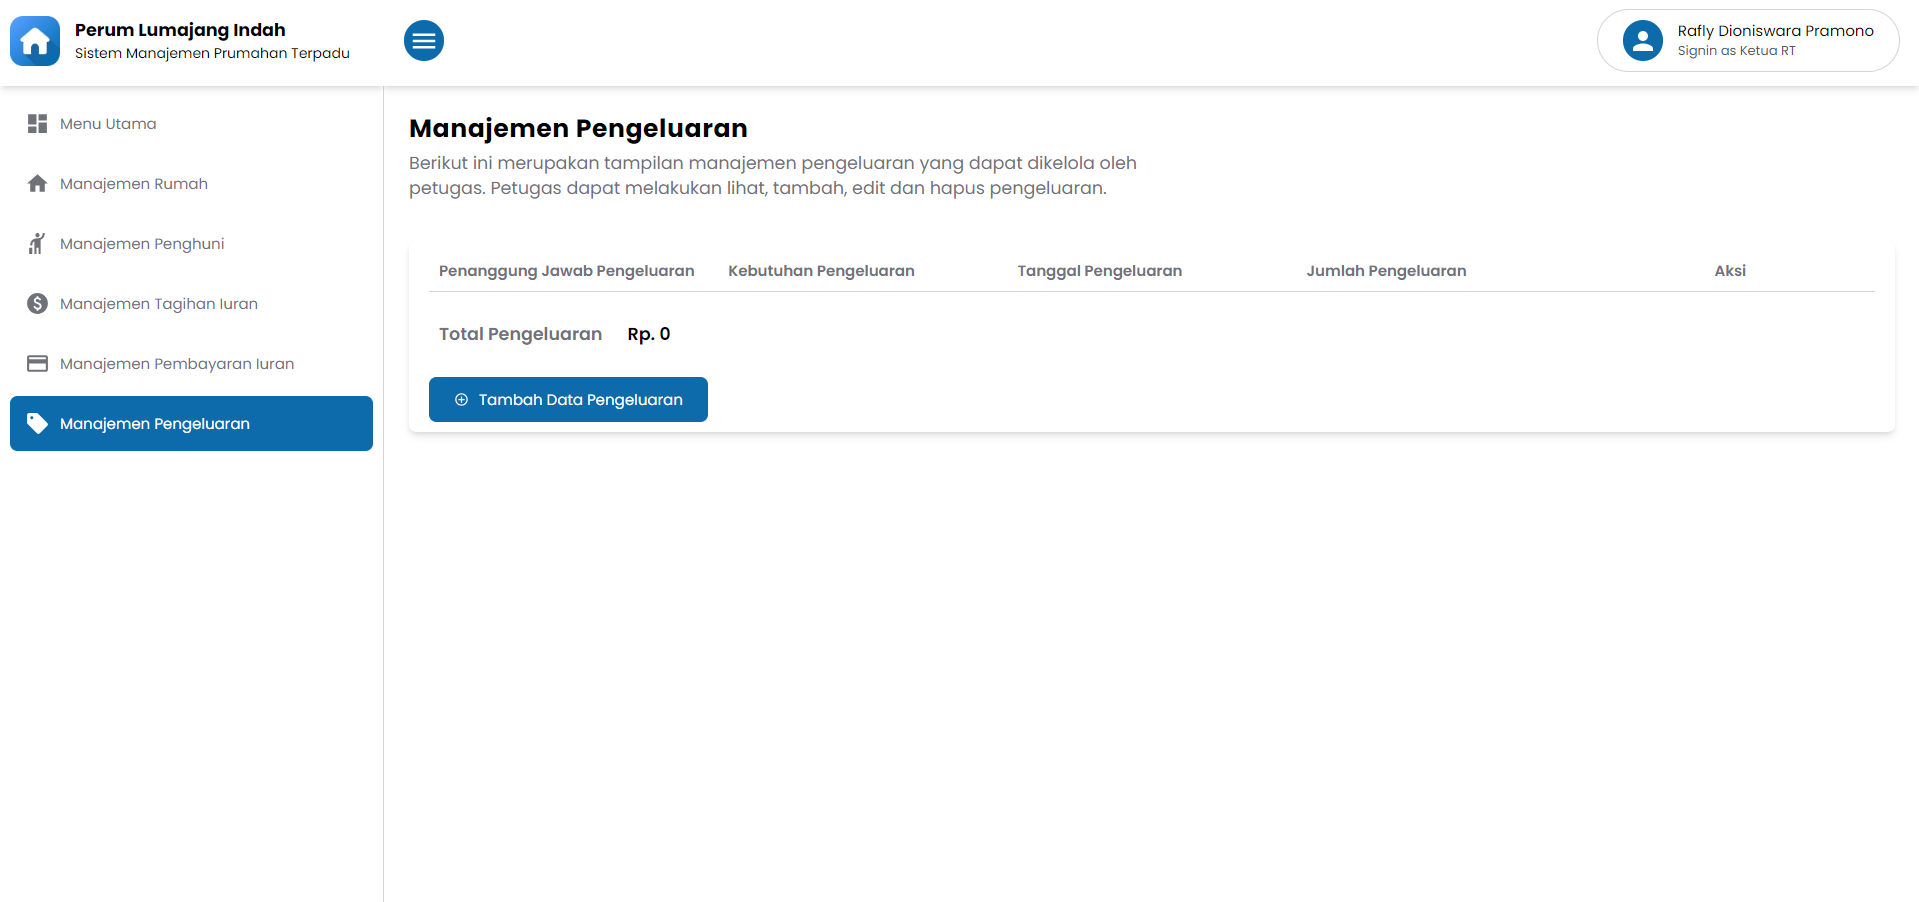 Perum Lumajang Indah
Sistem Manajemen Prumahan Terpadu
Rafly Dioniswara Pramono
Signin as Ketua RT
Menu Utama
Manajemen Rumah
Manajemen Penghuni
Manajemen Tagihan Iuran
Manajemen Pembayaran Iuran
Manajemen Pengeluaran
Manajemen Pengeluaran
Berikut ini merupakan tampilan manajemen pengeluaran yang dapat dikelola oleh
petugas. Petugas dapat melakukan lihat, tambah, edit dan hapus pengeluaran.
Penanggung Jawab Pengeluaran Kebutuhan Pengeluaran Tanggal Pengeluaran Jumlah Pengeluaran Aksi
Total Pengeluaran Rp. 0
Tambah Data Pengeluaran